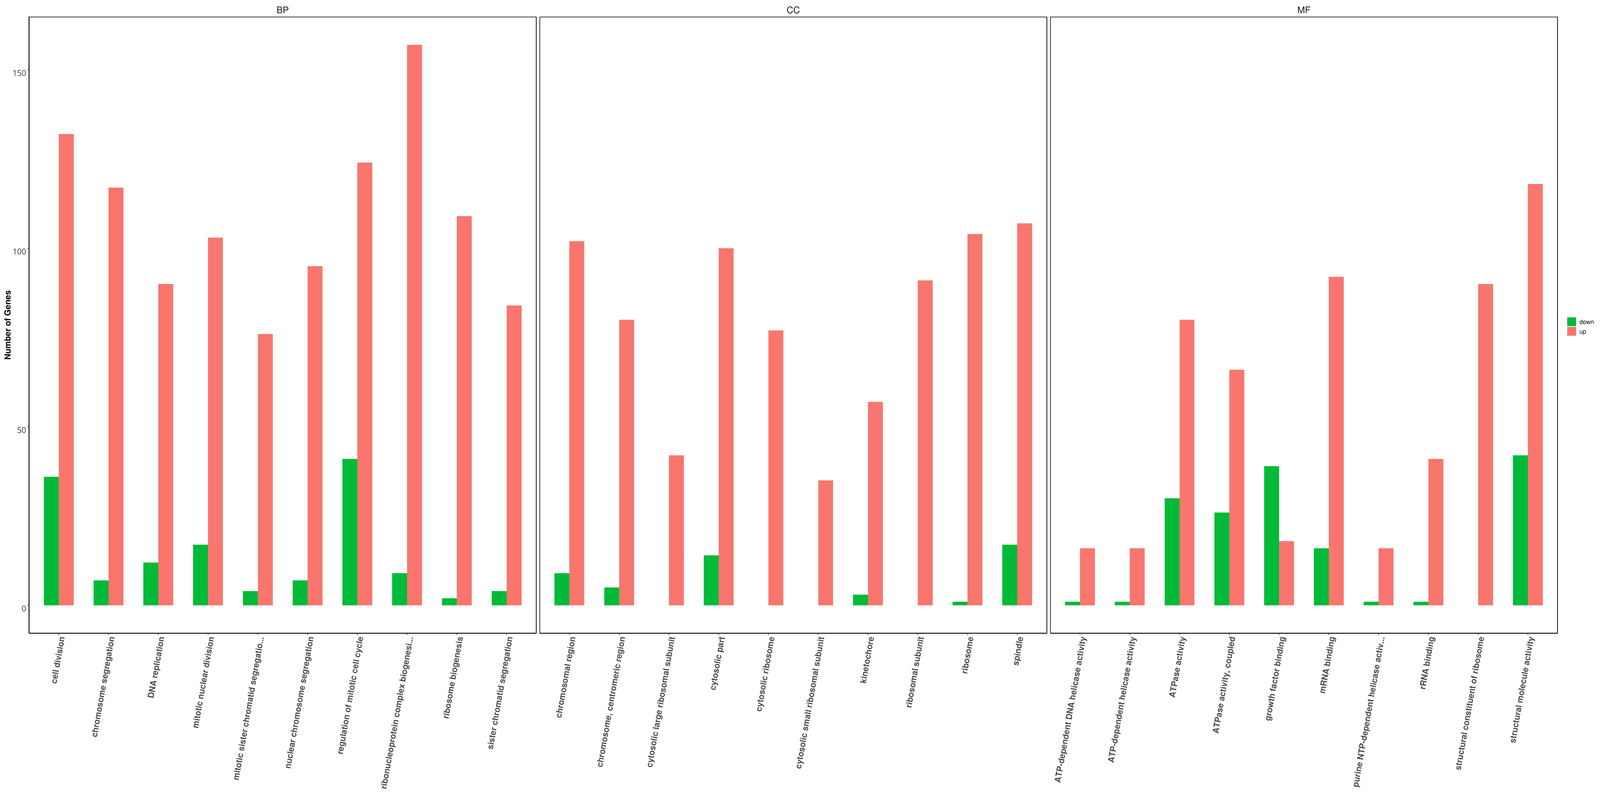 BP
CC
MF
Number of Genes
150
100
50
0
cell division
chromosome segregation
DNA replication
mitotic nuclear division
mitotic sister chromatid segregatio...
nuclear chromosome segregation
regulation of mitotic cell cycle
ribonucleoprotein complex biogenesi...
ribosome biogenesis
sister chromatid segregation
chromosomal region
chromosome, centromeric region
cytosolic large ribosomal subunit
cytosolic part
cytosolic ribosome
cytosolic small ribosomal subunit
kinetochore
ribosomal subunit
ribosome
spindle
ATP-dependent DNA helicase activity
ATP-dependent helicase activity
ATPase activity
ATPase activity, coupled
growth factor binding
mRNA binding
purine NTP-dependent helicase activ...
rRNA binding
structural constituent of ribosome
structural molecule activity
down
up